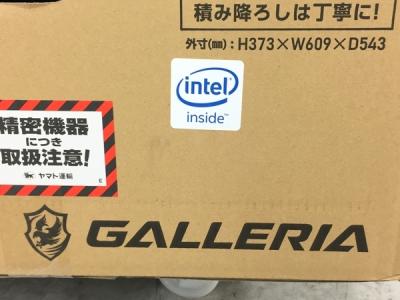 積み降ろしは丁寧に!
外寸(㎜):H373×W609×D543
intel
inside™
精密機器
につき
取扱注意!
ヤマト運輸
GALLERIA